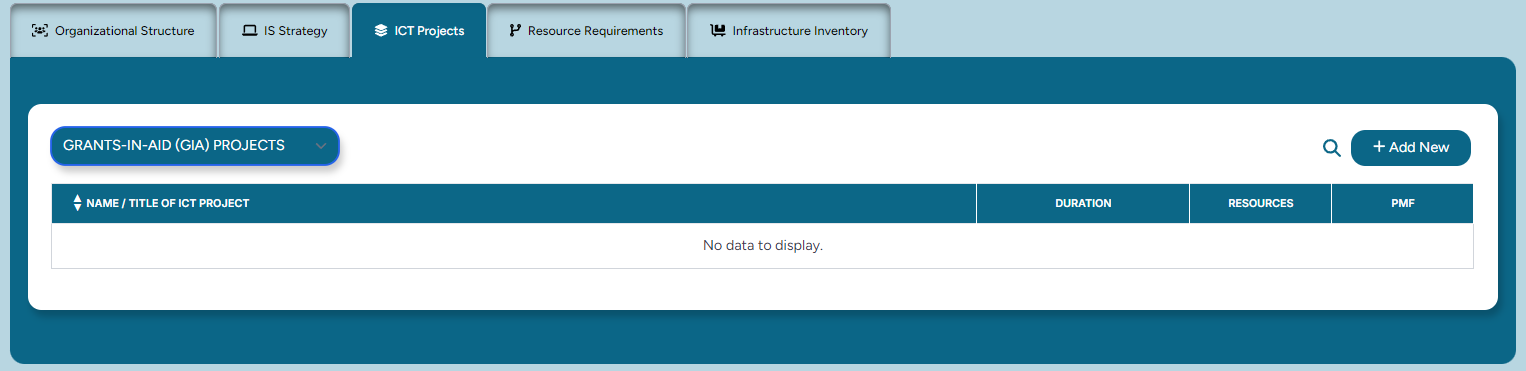 Organizational Structure
IS Strategy
ICT Projects
Resource Requirements
Infrastructure Inventory
GRANTS-IN-AID (GIA) PROJECTS
+ Add New
NAME / TITLE OF ICT PROJECT
DURATION
RESOURCES
PMF
No data to display.